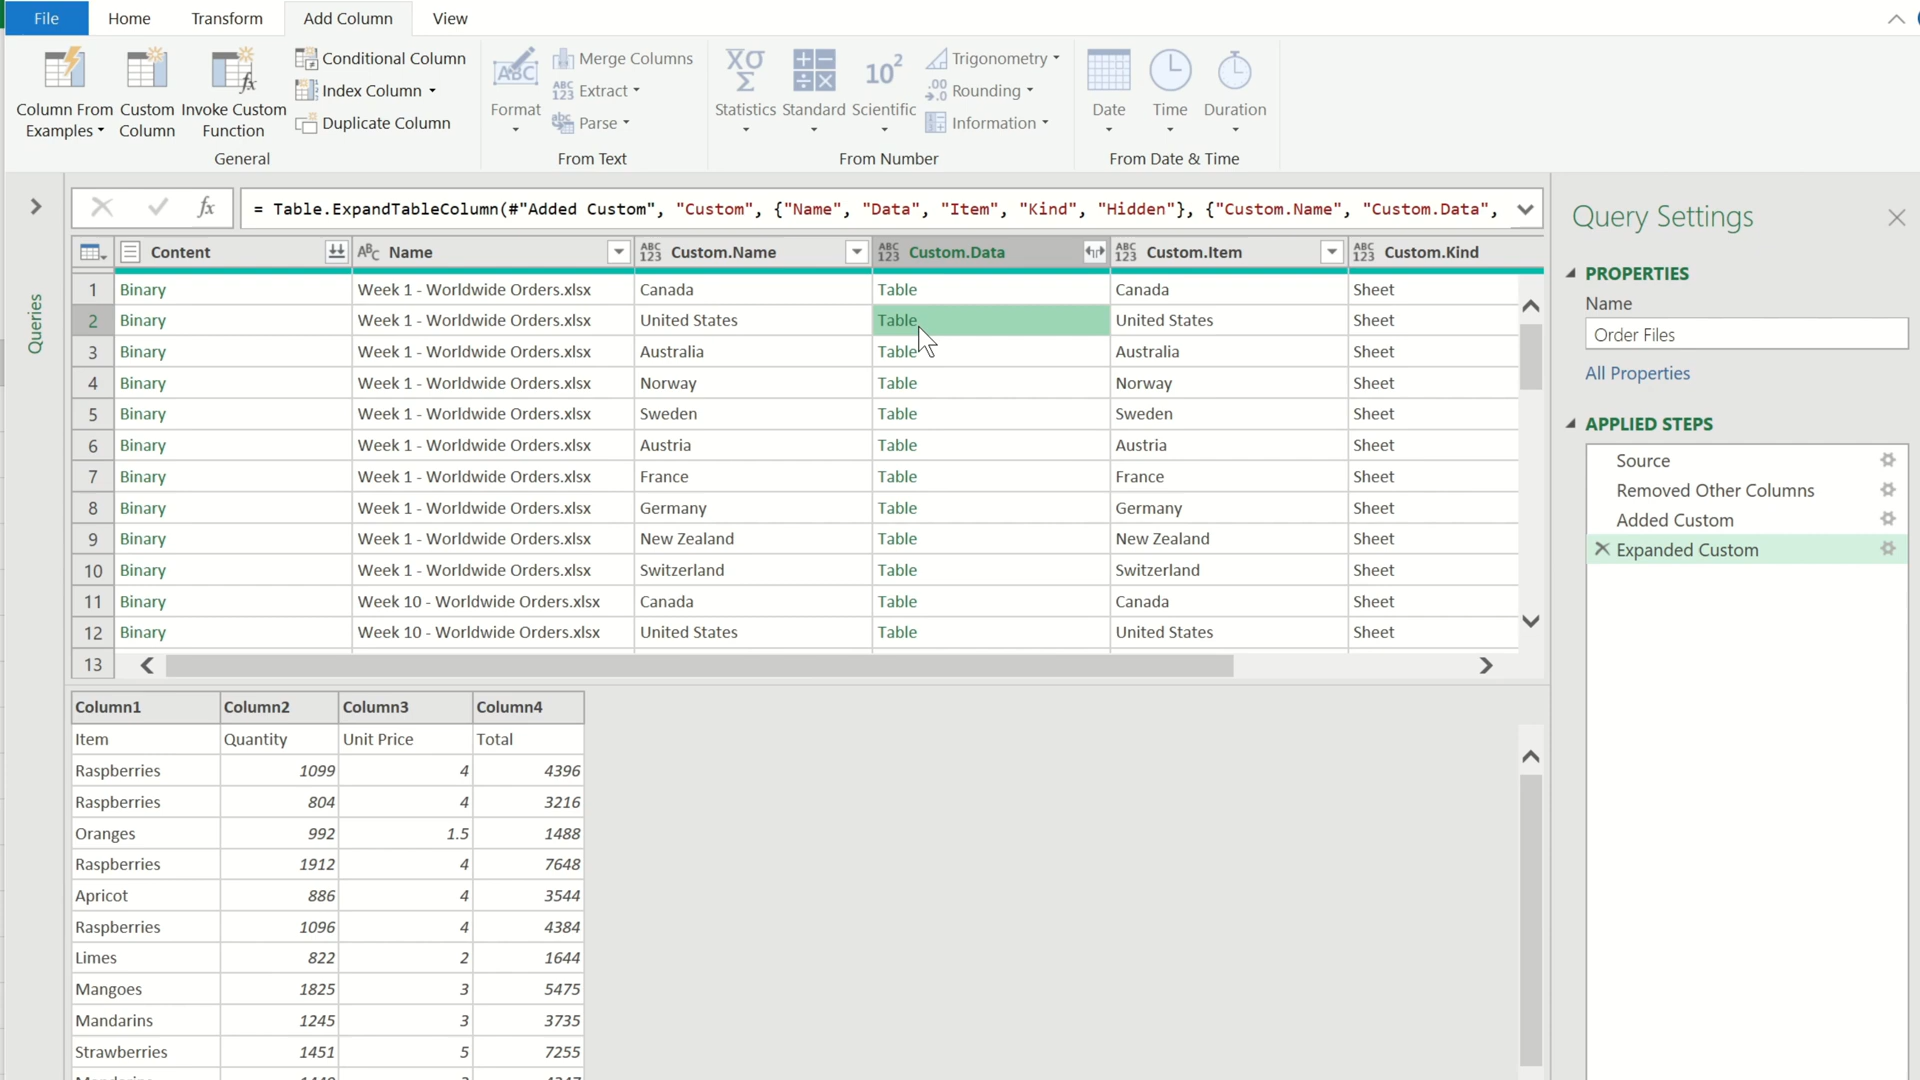 File Home Transform Add Column View
Column From Examples
Custom Column
Invoke Custom Function
Conditional Column
Index Column
Duplicate Column
General
Format
Merge Columns
Extract
Parse
From Text
Statistics
Standard
Scientific
Trigonometry
Rounding
Information
From Number
Date
Time
Duration
From Date & Time
Queries
= Table.ExpandTableColumn(#"Added Custom", "Custom", {"Name", "Data", "Item", "Kind", "Hidden"}, {"Custom.Name", "Custom.Data",
Content ABC Name ABC 123 Custom.Name ABC 123 Custom.Data ABC 123 Custom.Item ABC 123 Custom.Kind
1 Binary Week 1 - Worldwide Orders.xlsx Canada Table Canada Sheet
2 Binary Week 1 - Worldwide Orders.xlsx United States Table United States Sheet
3 Binary Week 1 - Worldwide Orders.xlsx Australia Table Australia Sheet
4 Binary Week 1 - Worldwide Orders.xlsx Norway Table Norway Sheet
5 Binary Week 1 - Worldwide Orders.xlsx Sweden Table Sweden Sheet
6 Binary Week 1 - Worldwide Orders.xlsx Austria Table Austria Sheet
7 Binary Week 1 - Worldwide Orders.xlsx France Table France Sheet
8 Binary Week 1 - Worldwide Orders.xlsx Germany Table Germany Sheet
9 Binary Week 1 - Worldwide Orders.xlsx New Zealand Table New Zealand Sheet
10 Binary Week 1 - Worldwide Orders.xlsx Switzerland Table Switzerland Sheet
11 Binary Week 10 - Worldwide Orders.xlsx Canada Table Canada Sheet
12 Binary Week 10 - Worldwide Orders.xlsx United States Table United States Sheet
13
Column1 Column2 Column3 Column4
Item Quantity Unit Price Total
Raspberries 1099 4 4396
Raspberries 804 4 3216
Oranges 992 1.5 1488
Raspberries 1912 4 7648
Apricot 886 4 3544
Raspberries 1096 4 4384
Limes 822 2 1644
Mangoes 1825 3 5475
Mandarins 1245 3 3735
Strawberries 1451 5 7255
Query Settings
PROPERTIES
Name
Order Files
All Properties
APPLIED STEPS
Source
Removed Other Columns
Added Custom
Expanded Custom